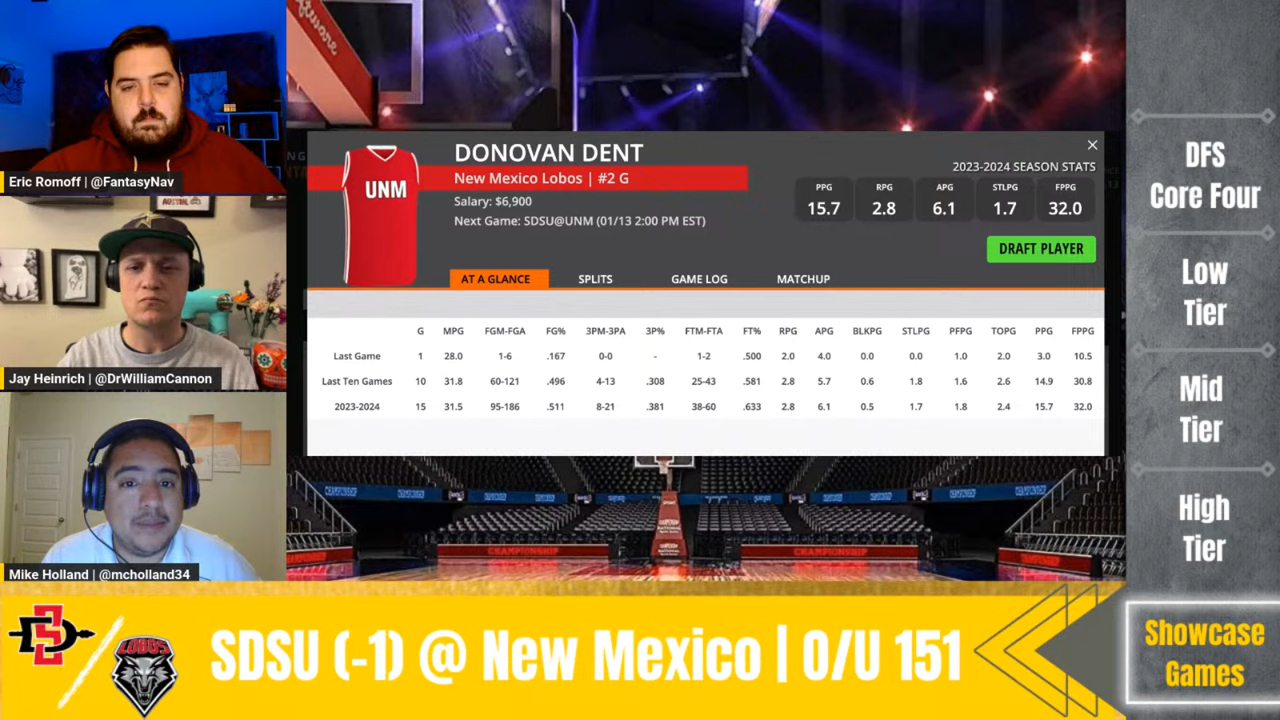 Eric Romoff | @FantasyNav
Jay Heinrich | @DrWilliamCannon
Mike Holland | @mcholland34
UNM
DONOVAN DENT
New Mexico Lobos | #2 G
Salary: $6,900
Next Game: SDSU@UNM (01/13 2:00 PM EST)
2023-2024 SEASON STATS
PPG RPG APG STLPG FPPG
15.7 2.8 6.1 1.7 32.0
DRAFT PLAYER
AT A GLANCE SPLITS GAME LOG MATCHUP
G MPG FGM-FGA FG% 3PM-3PA 3P% FTM-FTA FT% RPG APG BLKPG STLPG PFPG TOPG PPG FPPG
Last Game 1 28.0 1-6 .167 0-0 - 1-2 .500 2.0 4.0 0.0 0.0 1.0 2.0 3.0 10.5
Last Ten Games 10 31.8 60-121 .496 4-13 .308 25-43 .581 2.8 5.7 0.6 1.8 1.6 2.6 14.9 30.8
2023-2024 15 31.5 95-186 .511 8-21 .381 38-60 .633 2.8 6.1 0.5 1.7 1.8 2.4 15.7 32.0
CHAMPIONSHIP
CHAMPIONSHIP
DFS
Core Four
Low
Tier
Mid
Tier
High
Tier
Showcase
Games
LOBOS
SDSU (-1) @ New Mexico | O/U 151